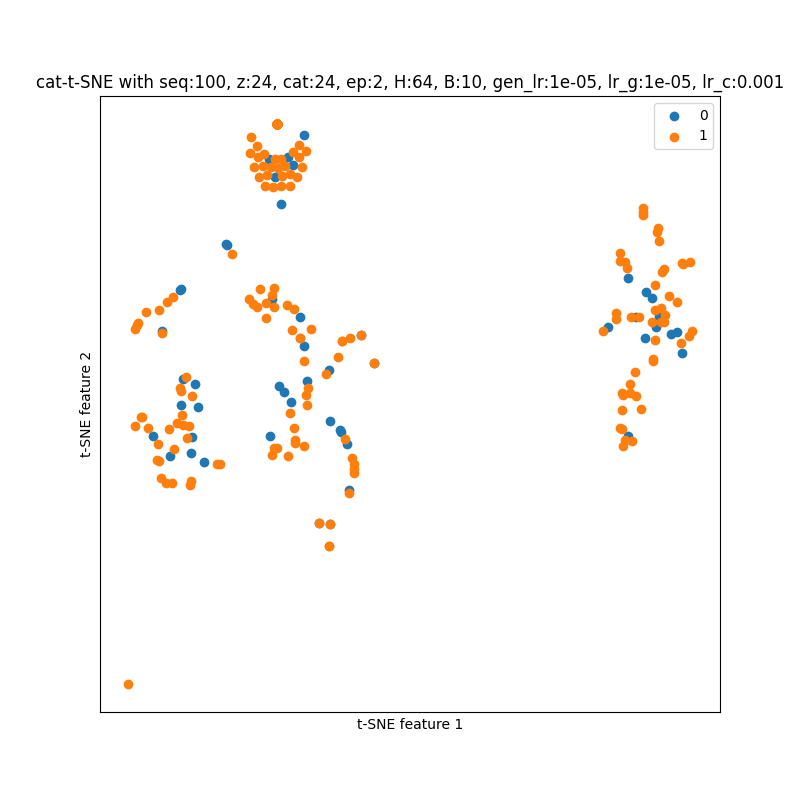 cat-t-SNE with seq:100, z:24, cat:24, ep:2, H:64, B:10, gen_lr:1e-05, lr_g:1e-05, lr_c:0.001
0
1
t-SNE feature 2
t-SNE feature 1